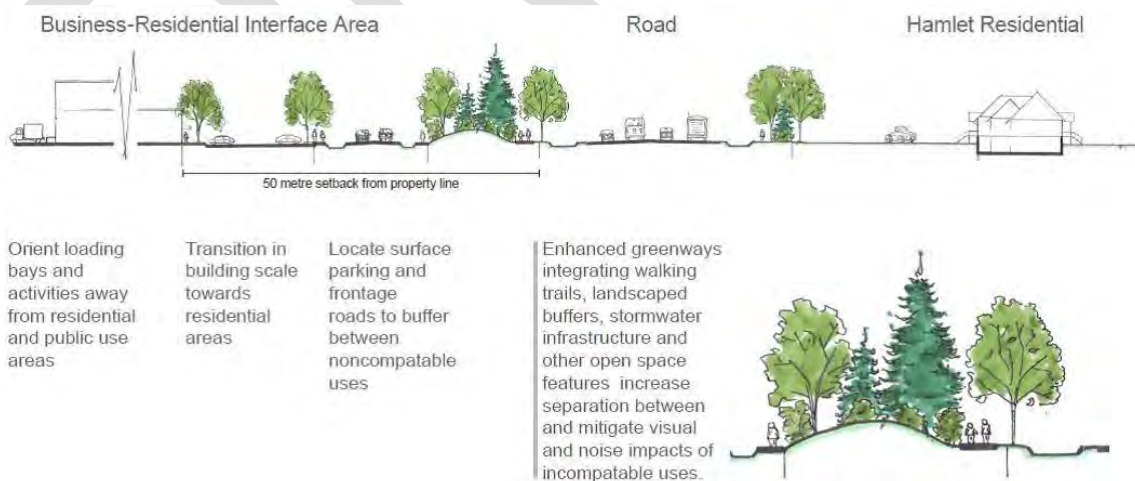 Business-Residential Interface Area
Road
Hamlet Residential
50 metre setback from property line
Orient loading
bays and
activities away
from residential
and public use
areas
Transition in
building scale
towards
residential
areas
Locate surface
parking and
frontage
roads to buffer
between
noncompatable
uses
Enhanced greenways
integrating walking
trails, landscaped
buffers, stormwater
infrastructure and
other open space
features increase
separation between
and mitigate visual
and noise impacts of
incompatable uses.